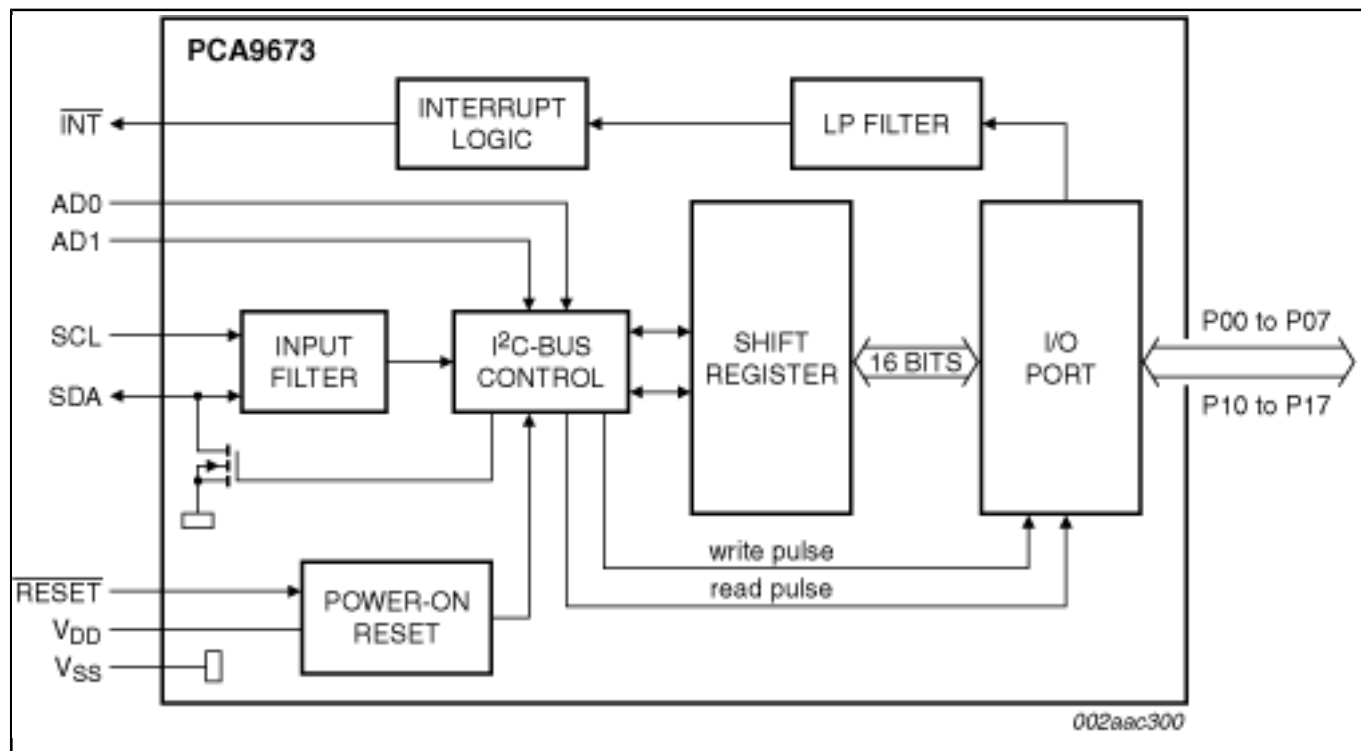 PCA9673
INT
INTERRUPT
LOGIC
LP FILTER
AD0
AD1
SCL
SDA
INPUT
FILTER
I²C-BUS
CONTROL
SHIFT
REGISTER
16 BITS
I/O
PORT
P00 to P07
P10 to P17
write pulse
read pulse
RESET
VDD
VSS
POWER-ON
RESET
002aac300